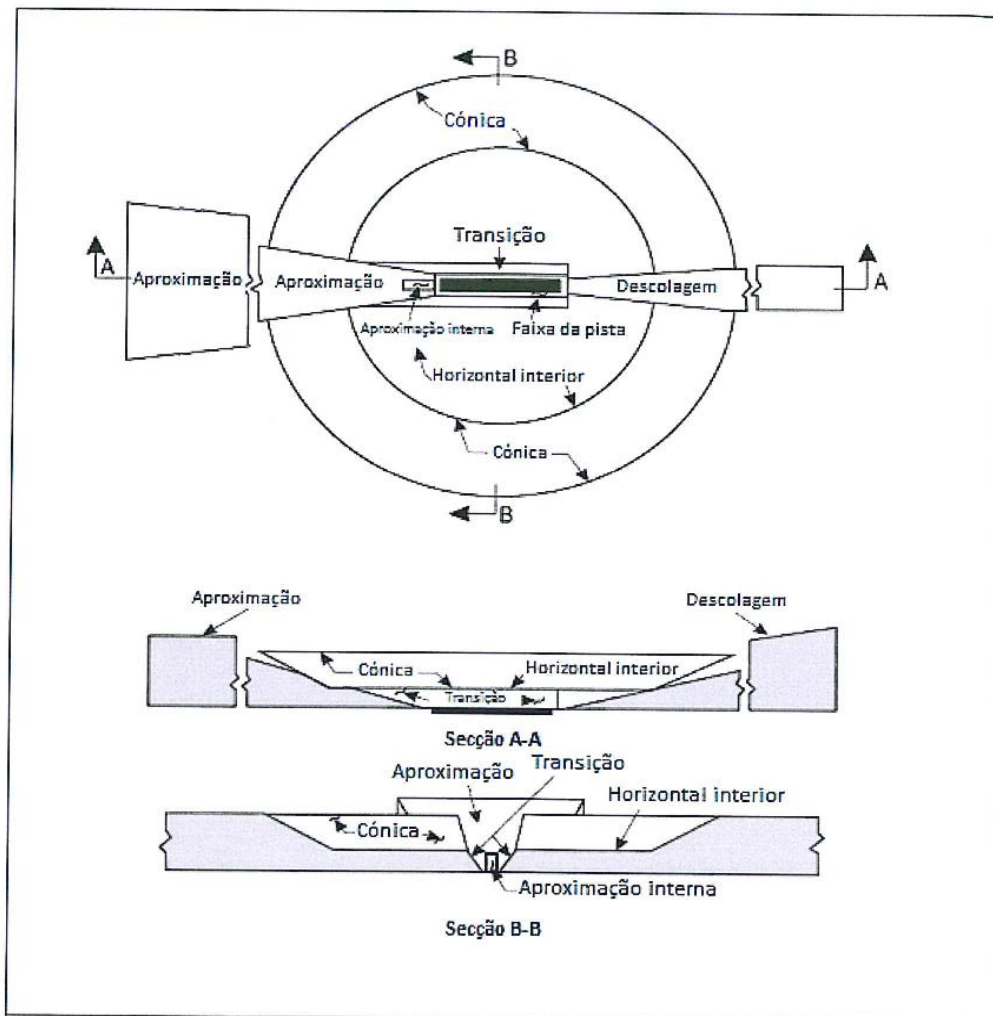 B
Cónica
Transição
A
Aproximação
Aproximação
Descolagem
A
Aproximação interna
Faixa da pista
Horizontal interior
Cónica
B
Aproximação
Descolagem
Cónica
Horizontal interior
Transição
Secção A-A
Aproximação
Transição
Horizontal interior
Cónica
Aproximação interna
Secção B-B